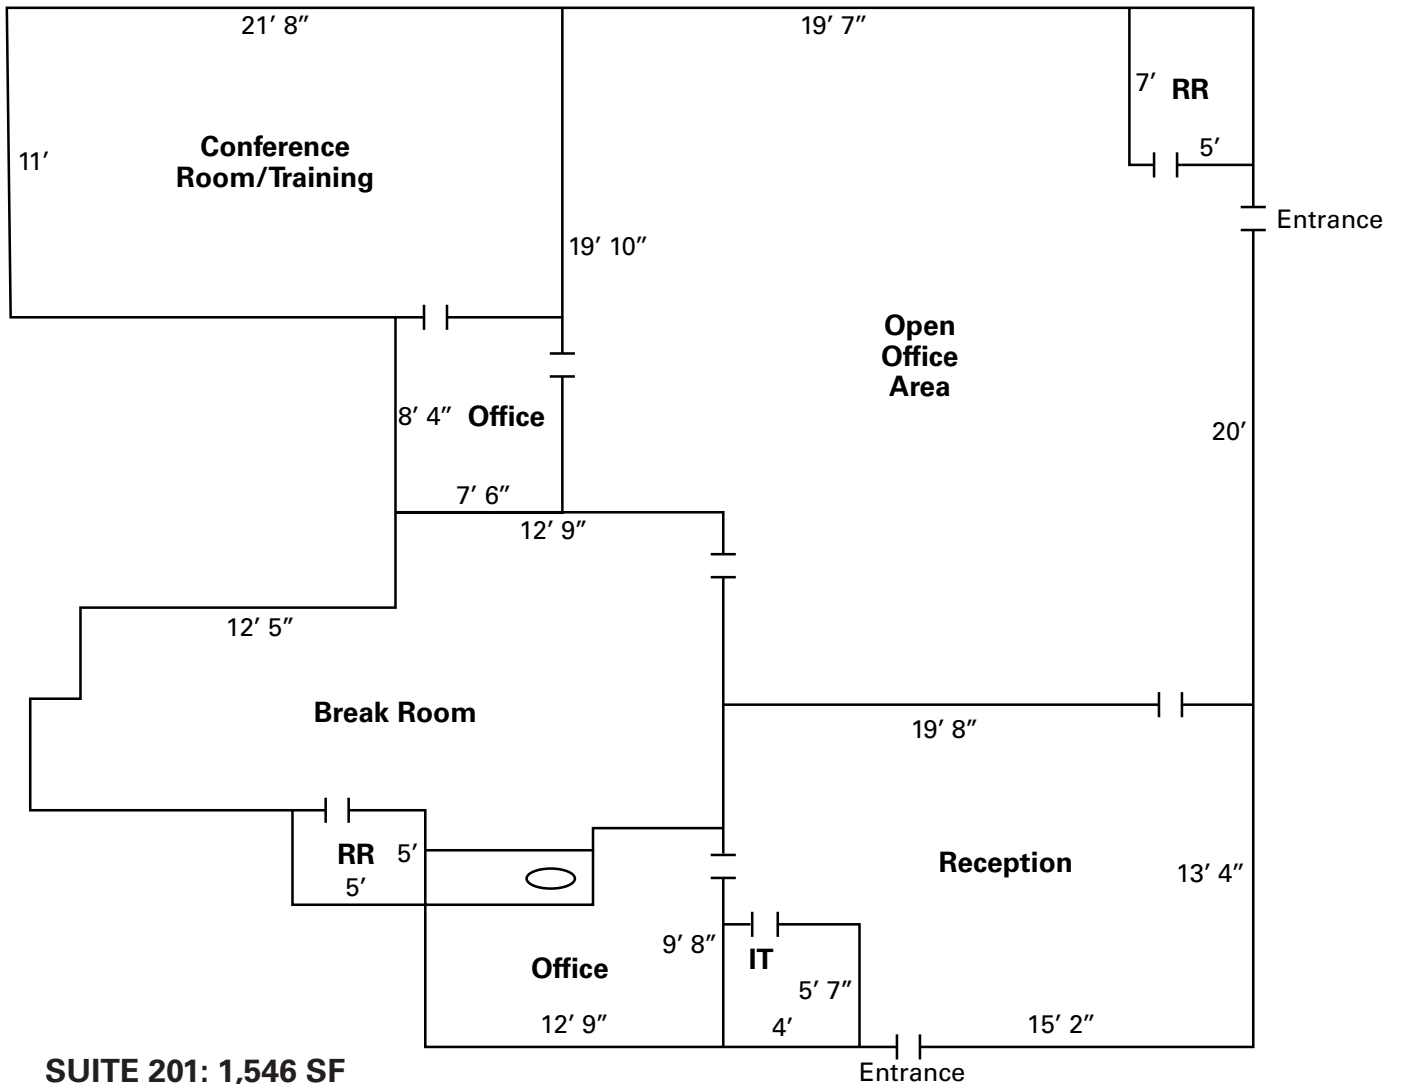 21′ 8″
19′ 7″
7′ RR
5′
Conference
Room/Training
11′
Entrance
19′ 10″
Open
Office
Area
8′ 4″ Office
20′
7′ 6″
12′ 9″
12′ 5″
Break Room
19′ 8″
RR 5′
5′
Reception
13′ 4″
9′ 8″
IT
Office
5′ 7″
12′ 9″
4′
15′ 2″
SUITE 201: 1,546 SF
Entrance